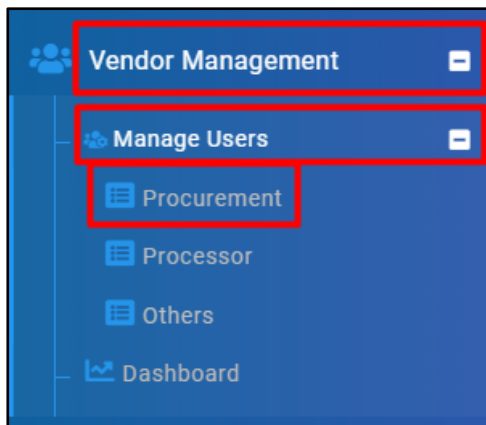 Vendor Management
Manage Users
Procurement
Processor
Others
Dashboard